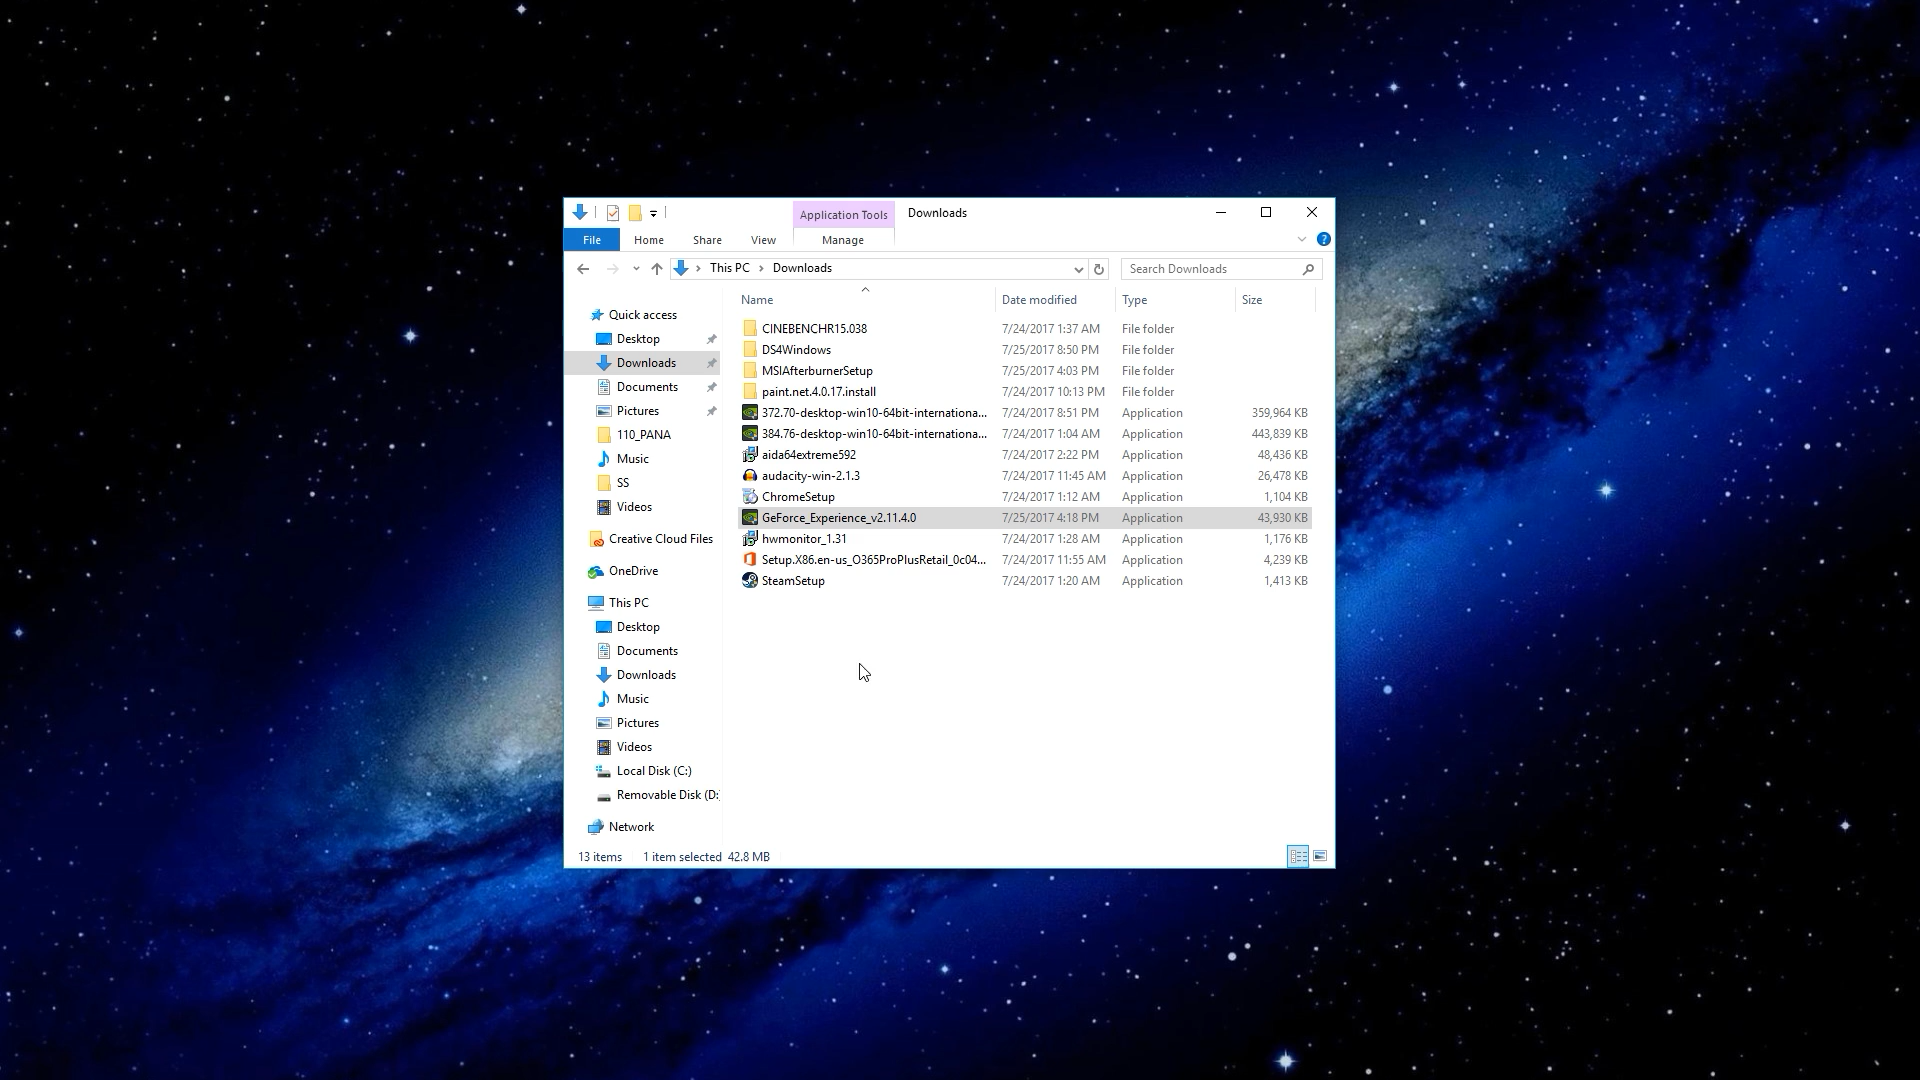 Application Tools Downloads
File Home Share View Manage
This PC Downloads Search Downloads
Name Date modified Type Size
Quick access
Desktop
Downloads
Documents
Pictures
110_PANA
Music
SS
Videos
Creative Cloud Files
OneDrive
This PC
Desktop
Documents
Downloads
Music
Pictures
Videos
Local Disk (C:)
Removable Disk (D:
Network
CINEBENCHR15.038 7/24/2017 1:37 AM File folder
DS4Windows 7/25/2017 8:50 PM File folder
MSIAfterburnerSetup 7/25/2017 4:03 PM File folder
paint.net.4.0.17.install 7/24/2017 10:13 PM File folder
372.70-desktop-win10-64bit-internationa... 7/24/2017 8:51 PM Application 359,964 KB
384.76-desktop-win10-64bit-internationa... 7/24/2017 1:04 AM Application 443,839 KB
aida64extreme592 7/24/2017 2:22 PM Application 48,436 KB
audacity-win-2.1.3 7/24/2017 11:45 AM Application 26,478 KB
ChromeSetup 7/24/2017 1:12 AM Application 1,104 KB
GeForce_Experience_v2.11.4.0 7/25/2017 4:18 PM Application 43,930 KB
hwmonitor_1.31 7/24/2017 1:28 AM Application 1,176 KB
Setup.X86.en-us_O365ProPlusRetail_0c04... 7/24/2017 11:55 AM Application 4,239 KB
SteamSetup 7/24/2017 1:20 AM Application 1,413 KB
13 items 1 item selected 42.8 MB